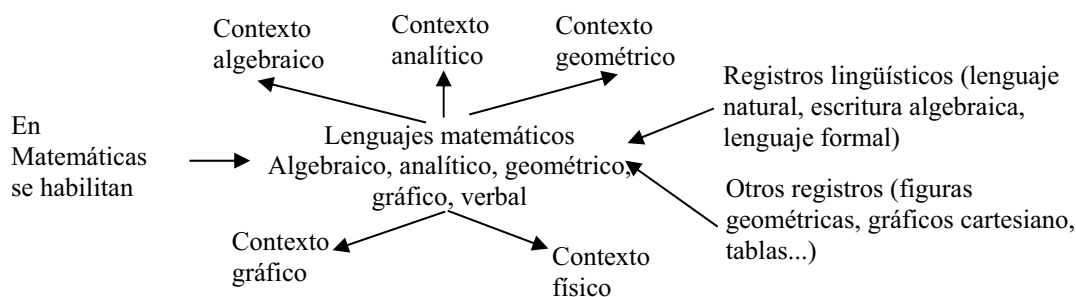 Contexto
algebraico
Contexto
analítico
Contexto
geométrico
En
Matemáticas
se habilitan
Lenguajes matemáticos
Algebraico, analítico, geométrico,
gráfico, verbal
Registros lingüísticos (lenguaje
natural, escritura algebraica,
lenguaje formal)
Otros registros (figuras
geométricas, gráficos cartesiano,
tablas...)
Contexto
gráfico
Contexto
físico